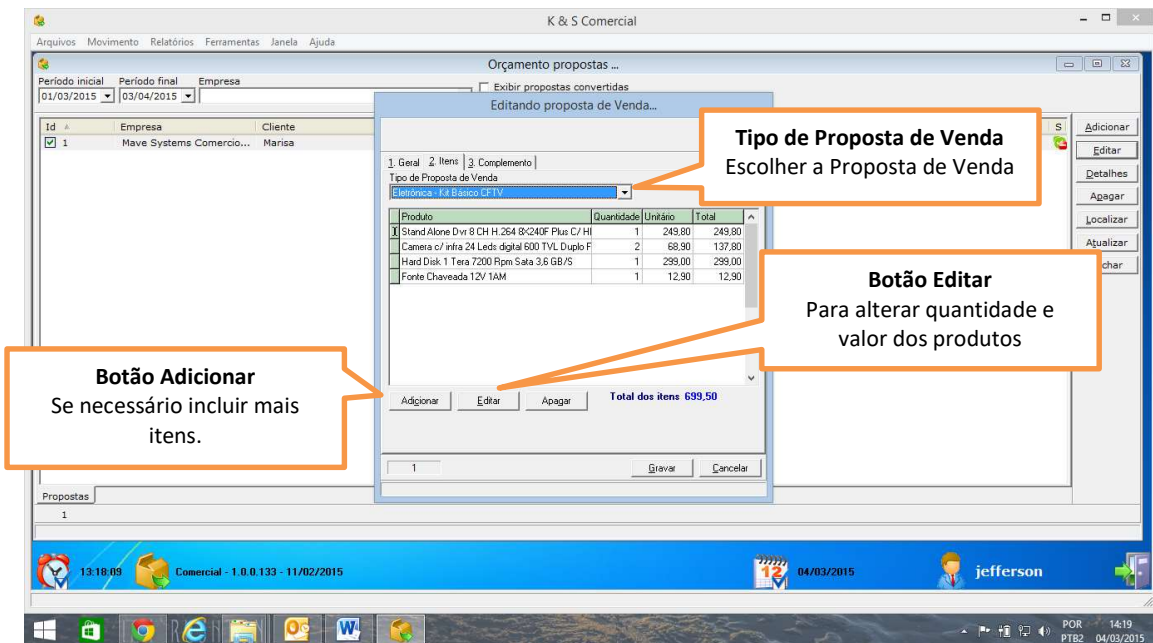 K & S Comercial
Arquivos Movimento Relatórios Ferramentas Janela Ajuda
Orçamento propostas ...
Período inicial Período final Empresa
01/03/2015 03/04/2015
Exibir propostas convertidas
Editando proposta de Venda...
Id Empresa Cliente S
1 Mave Systems Comercio... Marisa
Adicionar
Editar
Detalhes
Apagar
Localizar
Atualizar
char
1. Geral 2. Itens 3. Complemento
Tipo de Proposta de Venda
Eletrônica - Kit Básico CFTV
Produto Quantidade Unitário Total
Stand Alone Dvr 8 CH H.264 8X240F Plus C/ HI 1 249,80 249,80
Camera c/ infra 24 Leds digital 600 TVL Duplo F 2 68,90 137,80
Hard Disk 1 Tera 7200 Rpm Sata 3,6 GB/S 1 299,00 299,00
Fonte Chaveada 12V 1AM 1 12,90 12,90
Adicionar Editar Apagar Total dos itens 699,50
1 Gravar Cancelar
Tipo de Proposta de Venda
Escolher a Proposta de Venda
Botão Editar
Para alterar quantidade e
valor dos produtos
Botão Adicionar
Se necessário incluir mais
itens.
Propostas
1
13:18:09 Comercial - 1.0.0.133 - 11/02/2015 12 04/03/2015 jefferson
POR 14:19
PTB2 04/03/2015